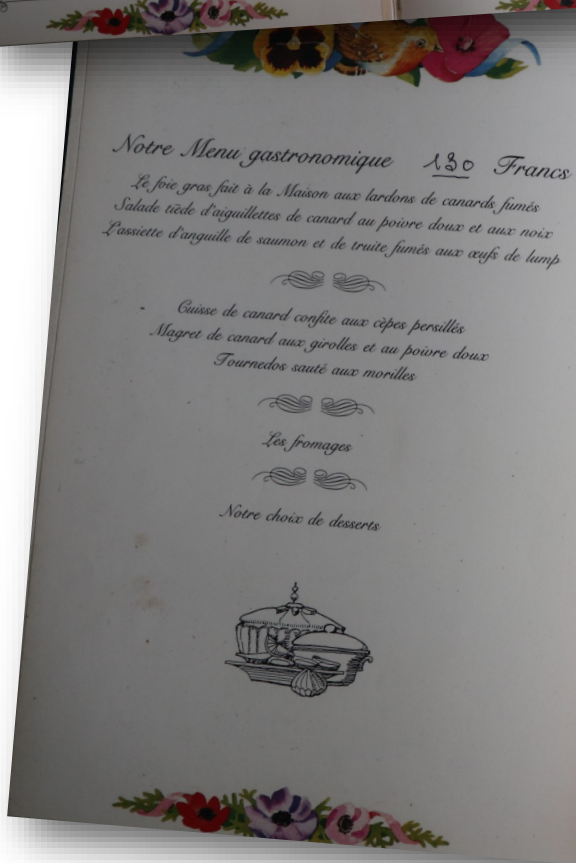 Notre Menu gastronomique 130 Francs
Le foie gras fait à la Maison aux lardons de canards fumés
Salade tiède d'aiguillettes de canard au poivre doux et aux noix
L'assiette d'anguille de saumon et de truite fumés aux œufs de lump
Cuisse de canard confite aux cèpes persillés
Magret de canard aux girolles et au poivre doux
Tournedos sauté aux morilles
Les fromages
Notre choix de desserts